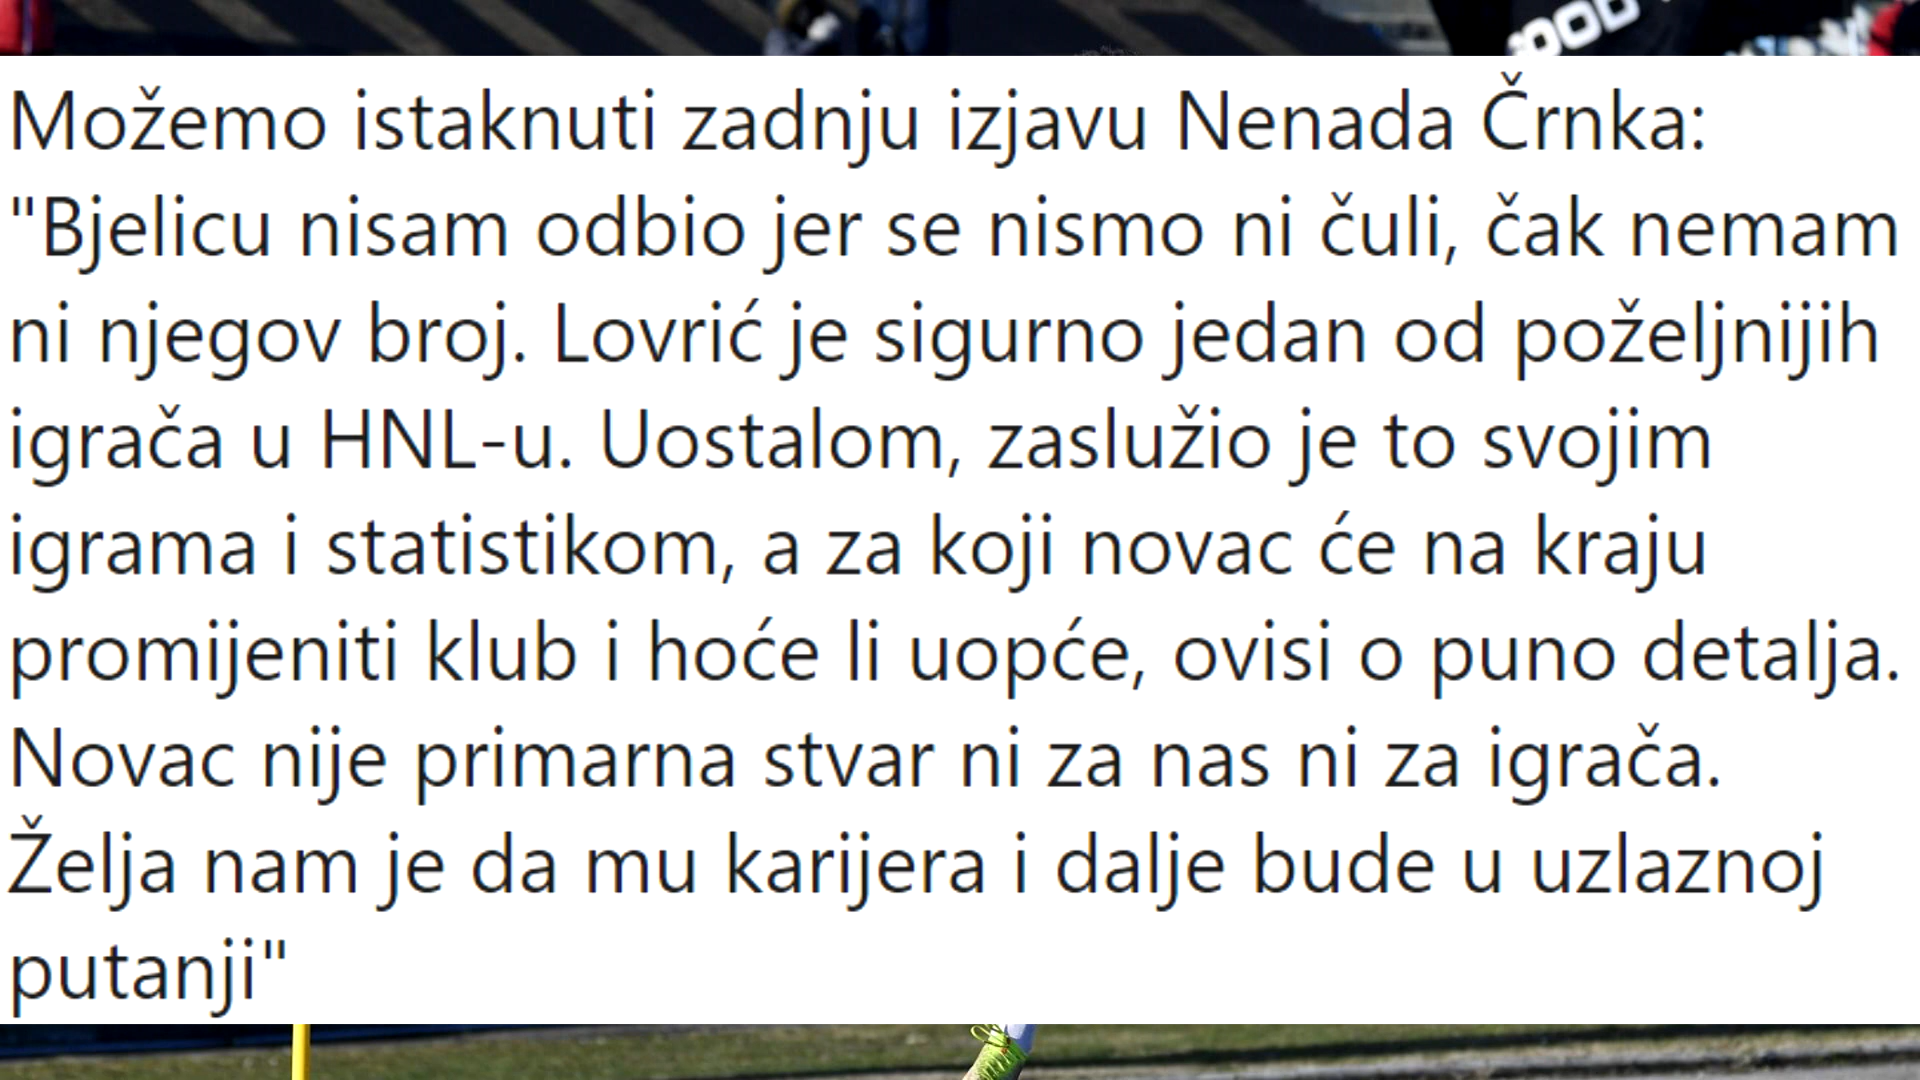 OOD
Možemo istaknuti zadnju izjavu Nenada Črnka:
"Bjelicu nisam odbio jer se nismo ni čuli, čak nemam
ni njegov broj. Lovrić je sigurno jedan od poželjnijih
igrača u HNL-u. Uostalom, zaslužio je to svojim
igrama i statistikom, a za koji novac će na kraju
promijeniti klub i hoće li uopće, ovisi o puno detalja.
Novac nije primarna stvar ni za nas ni za igrača.
Želja nam je da mu karijera i dalje bude u uzlaznoj
putanji"